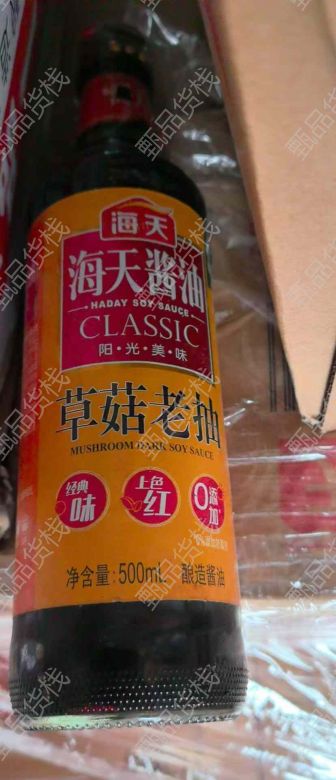 海天
海天酱油
HADAY SOY SAUCE
CLASSIC
阳·光·美·味
草菇老抽
MUSHROOM DARK SOY SAUCE
经典
味
上色
红
0添加
净含量:500mL 酿造酱油
甄品货栈